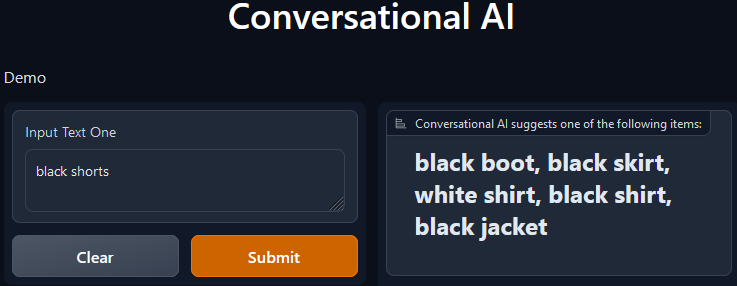 Conversational AI
Demo
Input Text One
black shorts
Clear
Submit
Conversational AI suggests one of the following items:
black boot, black skirt,
white shirt, black shirt,
black jacket